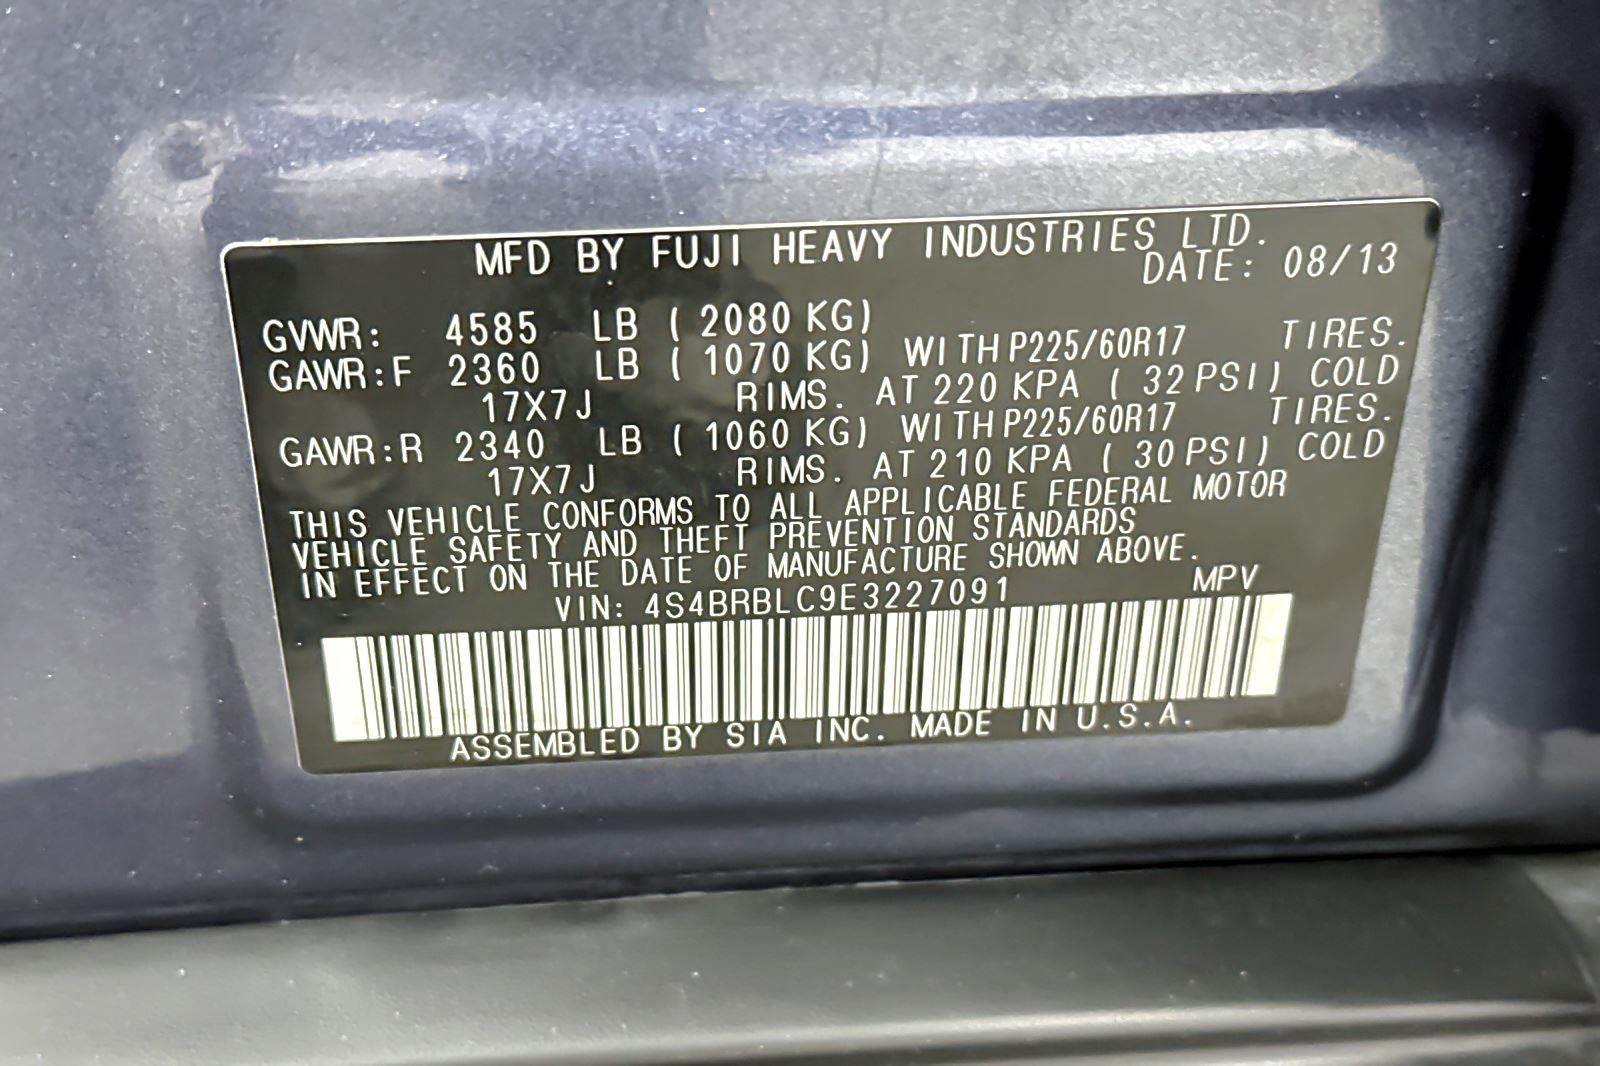 MFD BY FUJI HEAVY INDUSTRIES LTD.
DATE: 08/13
GVWR: 4585 LB ( 2080 KG)
GAWR:F 2360 LB ( 1070 KG) WITH P225/60R17 TIRES.
17X7J RIMS. AT 220 KPA ( 32 PSI) COLD
GAWR:R 2340 LB ( 1060 KG) WITH P225/60R17 TIRES.
17X7J RIMS. AT 210 KPA ( 30 PSI) COLD
THIS VEHICLE CONFORMS TO ALL APPLICABLE FEDERAL MOTOR
VEHICLE SAFETY AND THEFT PREVENTION STANDARDS
IN EFFECT ON THE DATE OF MANUFACTURE SHOWN ABOVE.
VIN: 4S4BRBLC9E3227091 MPV
ASSEMBLED BY SIA INC. MADE IN U.S.A.